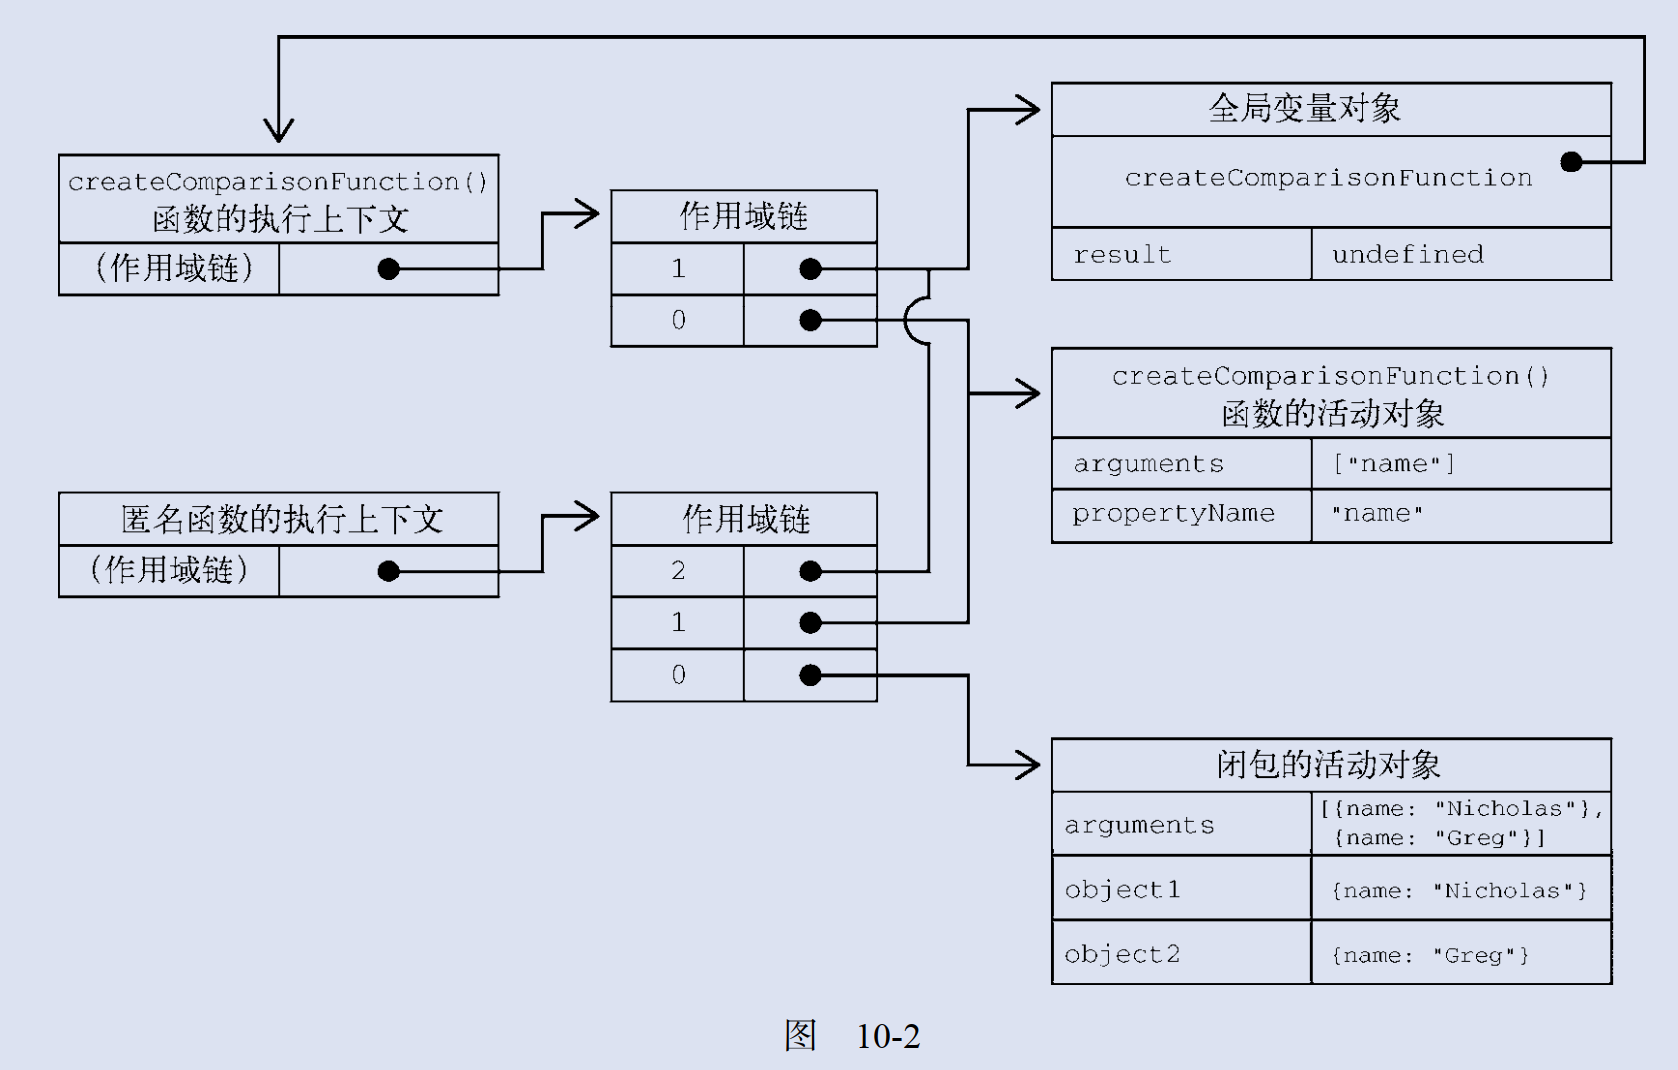 createComparisonFunction()
函数的执行上下文
(作用域链)
作用域链
1
0
全局变量对象
createComparisonFunction
result undefined
createComparisonFunction()
函数的活动对象
arguments ["name"]
propertyName "name"
匿名函数的执行上下文
(作用域链)
作用域链
2
1
0
闭包的活动对象
arguments [{name: "Nicholas"},
{name: "Greg"}]
object1 {name: "Nicholas"}
object2 {name: "Greg"}
图 10-2